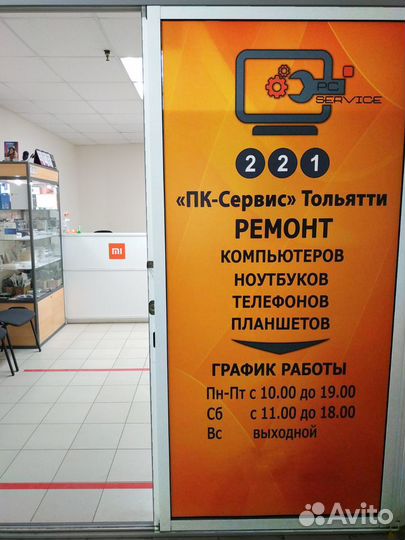 PC
SERVICE
221
«ПК-Сервис» Тольятти
РЕМОНТ
КОМПЬЮТЕРОВ
НОУТБУКОВ
ТЕЛЕФОНОВ
ПЛАНШЕТОВ
ГРАФИК РАБОТЫ
Пн-Пт с 10.00 до 19.00
Сб с 11.00 до 18.00
Вс выходной
mi
Avito